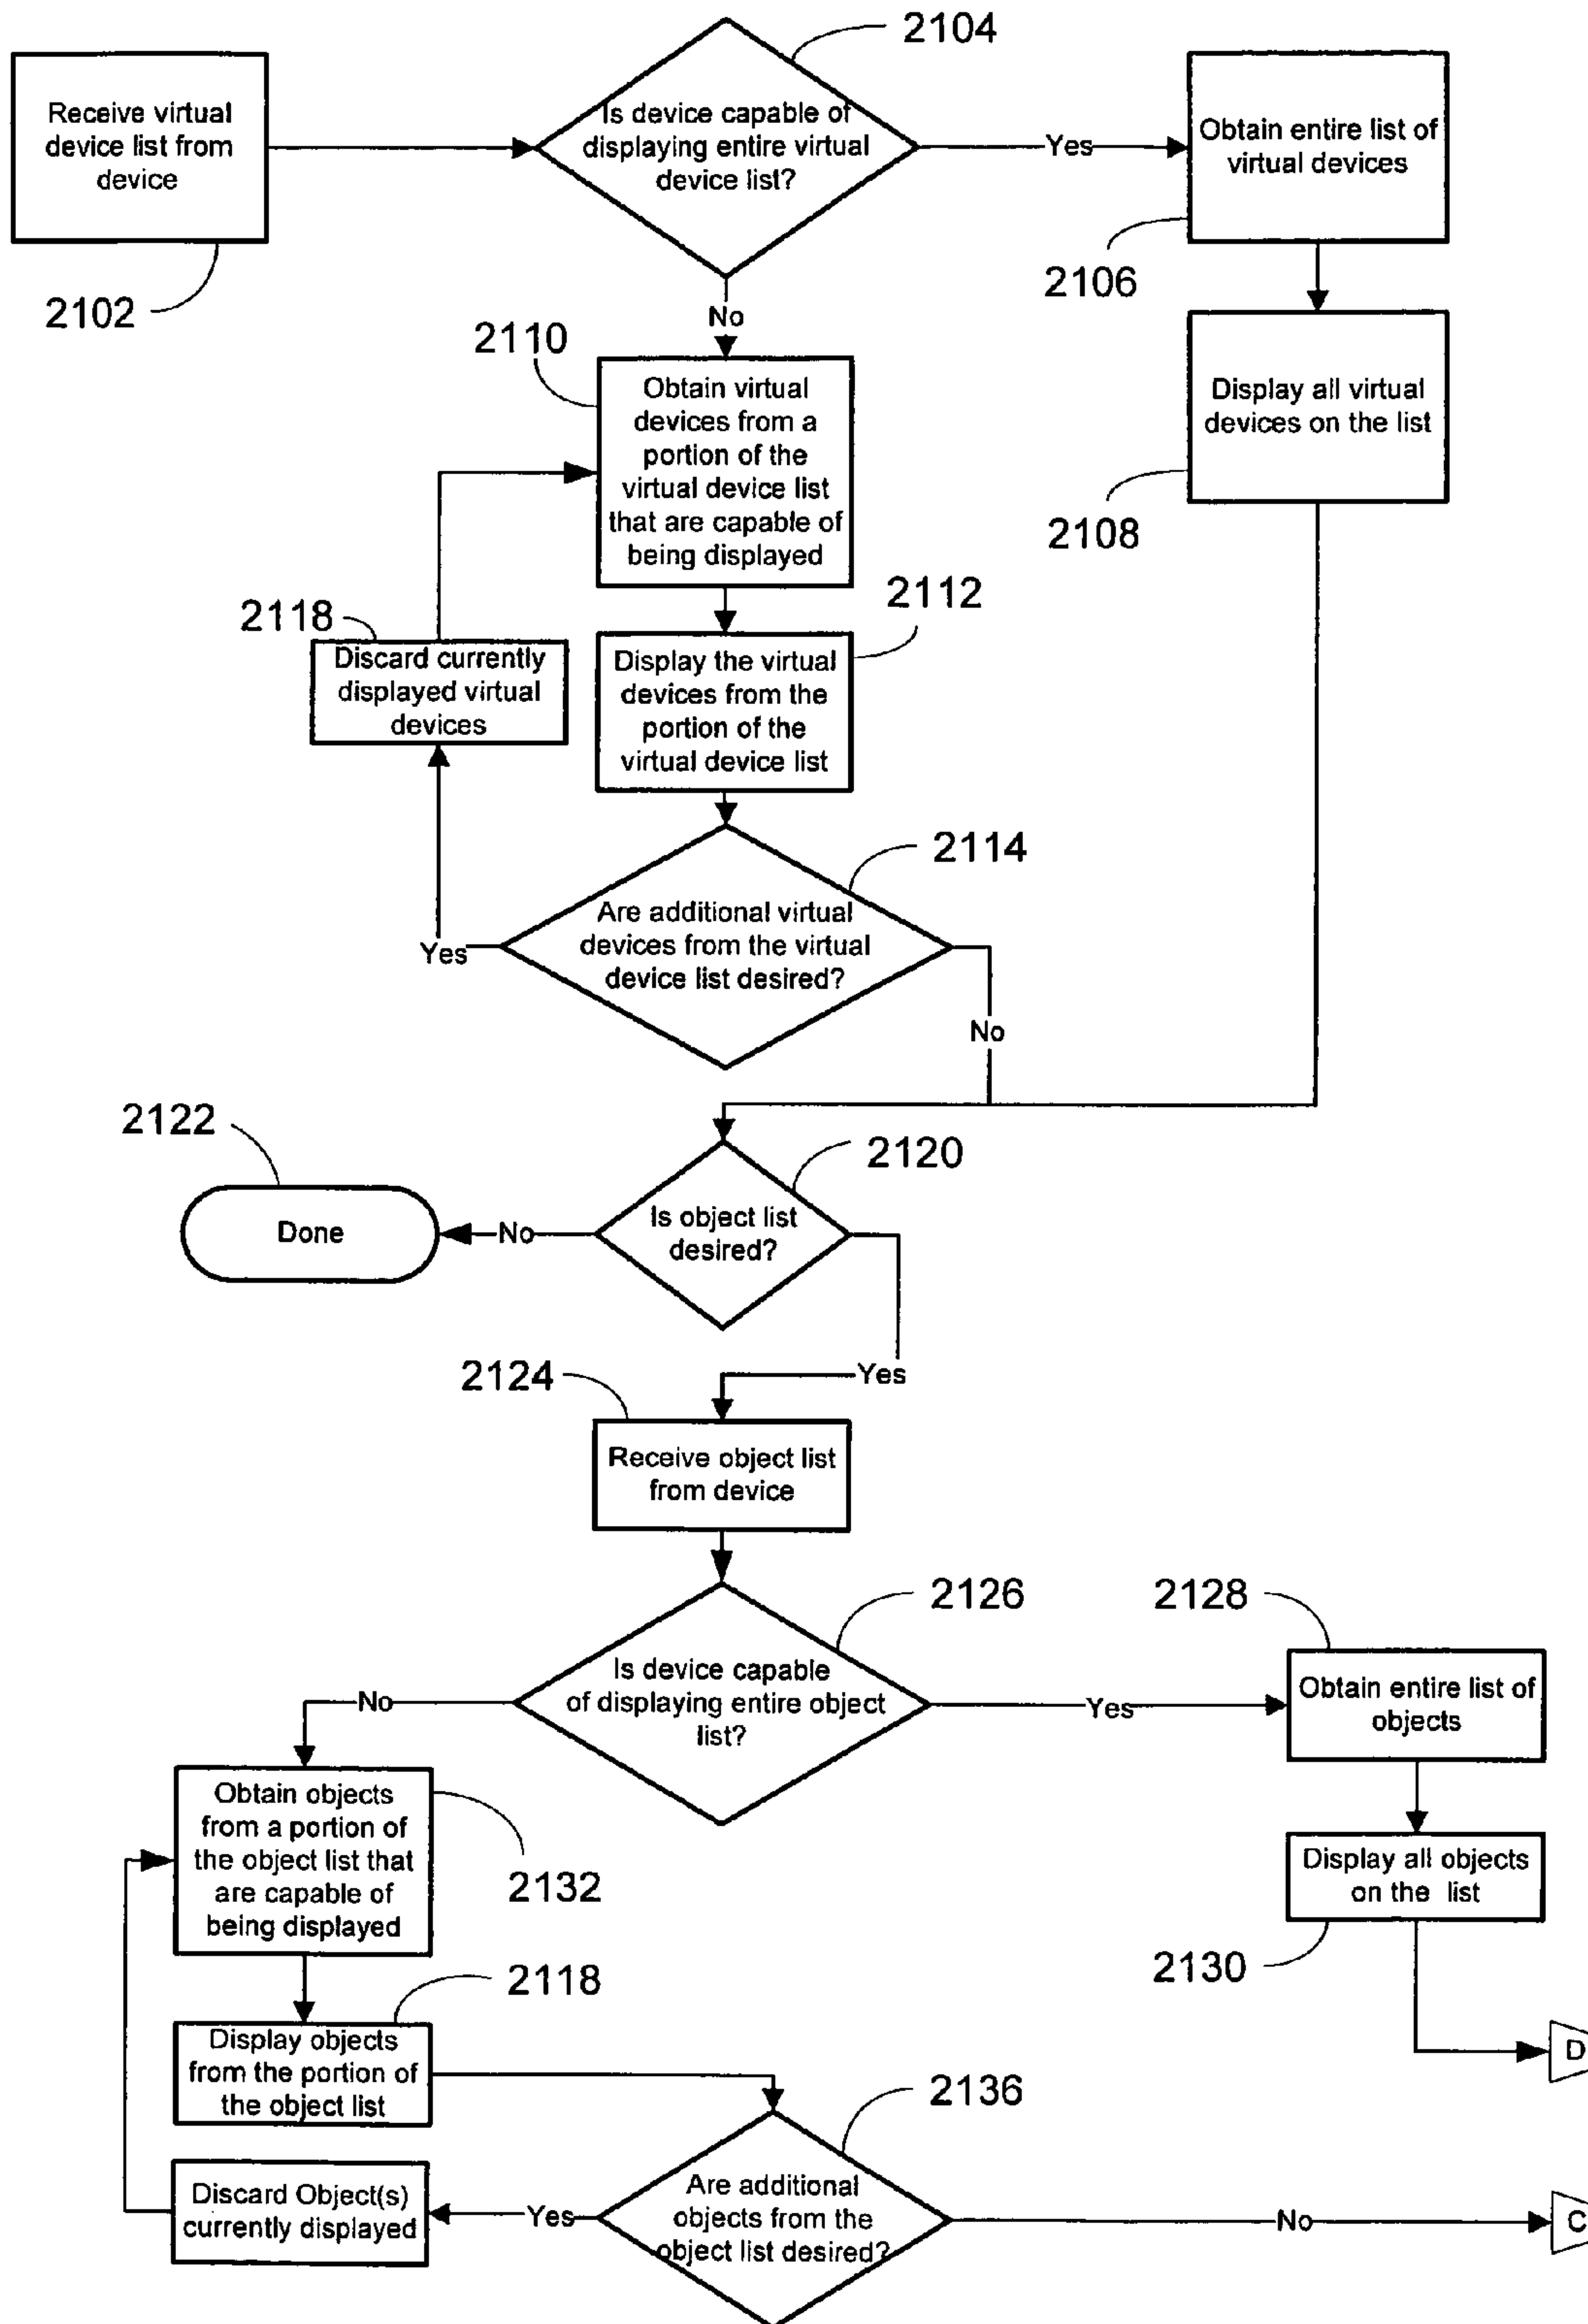 2104
Receive virtual
device list from
device
2102
Is device capable of
displaying entire virtual
device list?
Yes
Obtain entire list of
virtual devices
2106
No
2110
Obtain virtual
devices from a
portion of the
virtual device list
that are capable of
being displayed
Display all virtual
devices on the list
2108
2112
2118
Discard currently
displayed virtual
devices
Display the virtual
devices from the
portion of the
virtual device list
2114
Are additional virtual
devices from the virtual
device list desired?
Yes
No
2122
Done
No
2120
Is object list
desired?
Yes
2124
Receive object list
from device
2126
Is device capable
of displaying entire object
list?
No
Yes
2128
Obtain entire list of
objects
Obtain objects
from a portion of
the object list that
are capable of
being displayed
2132
Display all objects
on the list
2130
2118
Display objects
from the portion of
the object list
D
2136
Are additional
objects from the
object list desired?
Yes
Discard Object(s)
currently displayed
No
C